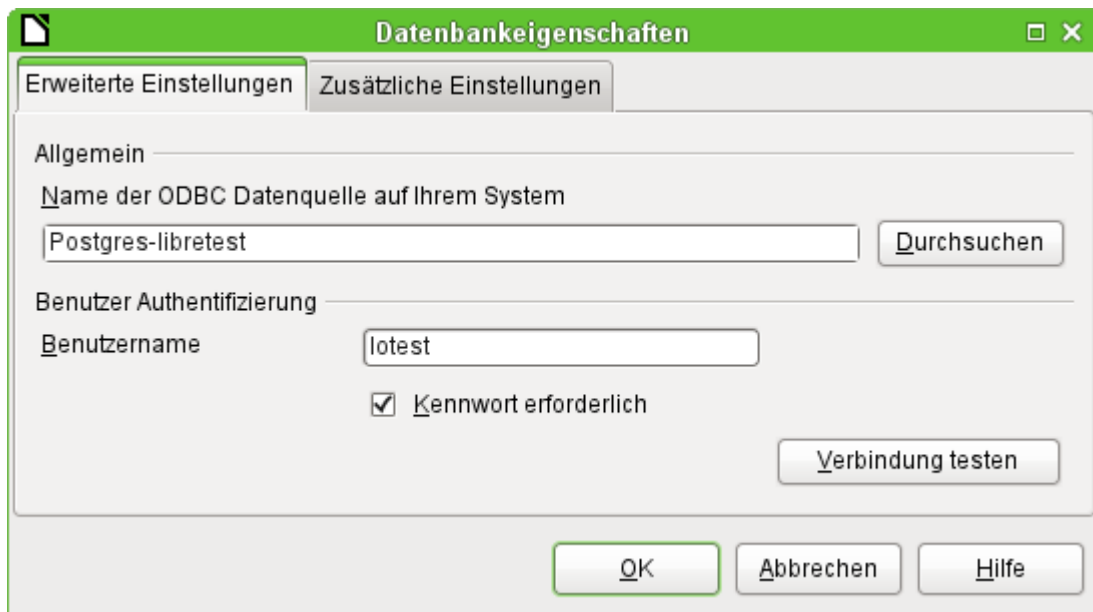 Datenbankeigenschaften
Erweiterte Einstellungen Zusätzliche Einstellungen
Allgemein
Name der ODBC Datenquelle auf Ihrem System
Postgres-libretest Durchsuchen
Benutzer Authentifizierung
Benutzername lotest
Kennwort erforderlich
Verbindung testen
OK Abbrechen Hilfe